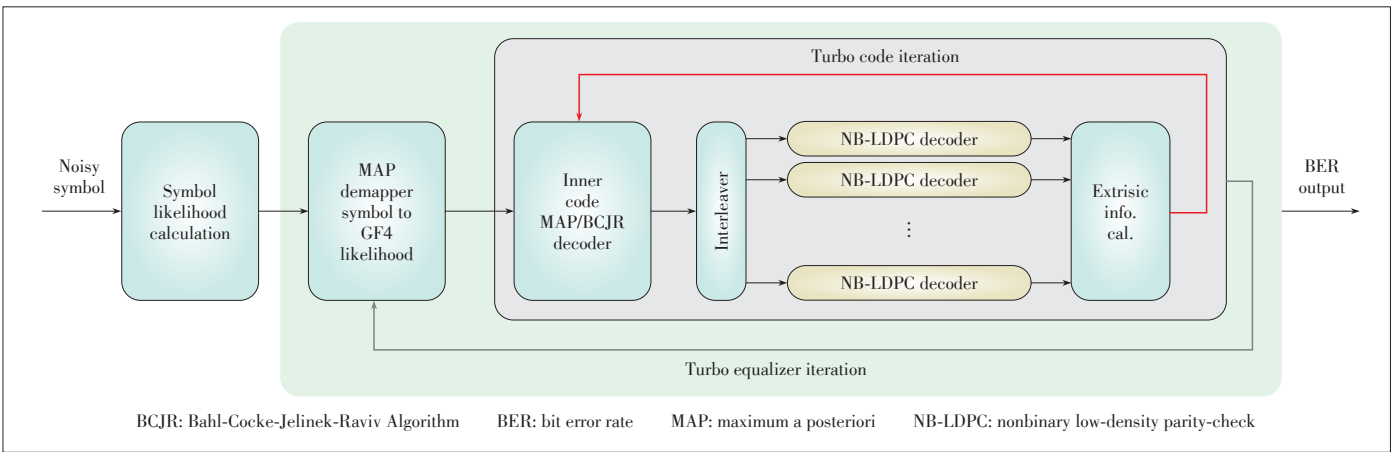 Turbo code iteration
Noisy
symbol
Symbol
likelihood
calculation
MAP
demapper
symbol to
GF4
likelihood
Inner
code
MAP/BCJR
decoder
Interleaver
NB-LDPC decoder
NB-LDPC decoder
⋮
NB-LDPC decoder
Extrisic
info.
cal.
BER
output
Turbo equalizer iteration
BCJR: Bahl-Cocke-Jelinek-Raviv Algorithm BER: bit error rate MAP: maximum a posteriori NB-LDPC: nonbinary low-density parity-check